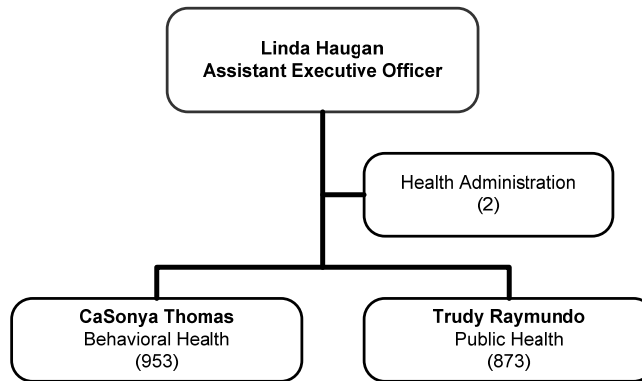 Linda Haugan
Assistant Executive Officer
Health Administration
(2)
CaSonya Thomas
Behavioral Health
(953)
Trudy Raymundo
Public Health
(873)